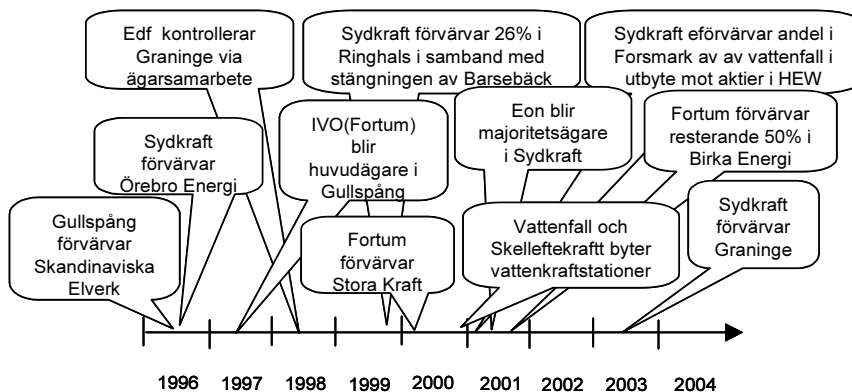 Edf kontrollerar
Graninge via
ägarsamarbete
Sydkraft förvärvar 26% i
Ringhals i samband med
stängningen av Barsebäck
Sydkraft eförvärvar andel i
Forsmark av av vattenfall i
utbyte mot aktier i HEW
Sydkraft
förvärvar
Örebro Energi
IVO(Fortum)
blir
huvudägare i
Gullspång
Eon blir
majoritetsägare
i Sydkraft
Fortum förvärvar
resterande 50% i
Birka Energi
Gullspång
förvärvar
Skandinaviska
Elverk
Fortum
förvärvar
Stora Kraft
Vattenfall och
Skelleftekraftt byter
vattenkraftstationer
Sydkraft
förvärvar
Graninge
1996 1997 1998 1999 2000 2001 2002 2003 2004